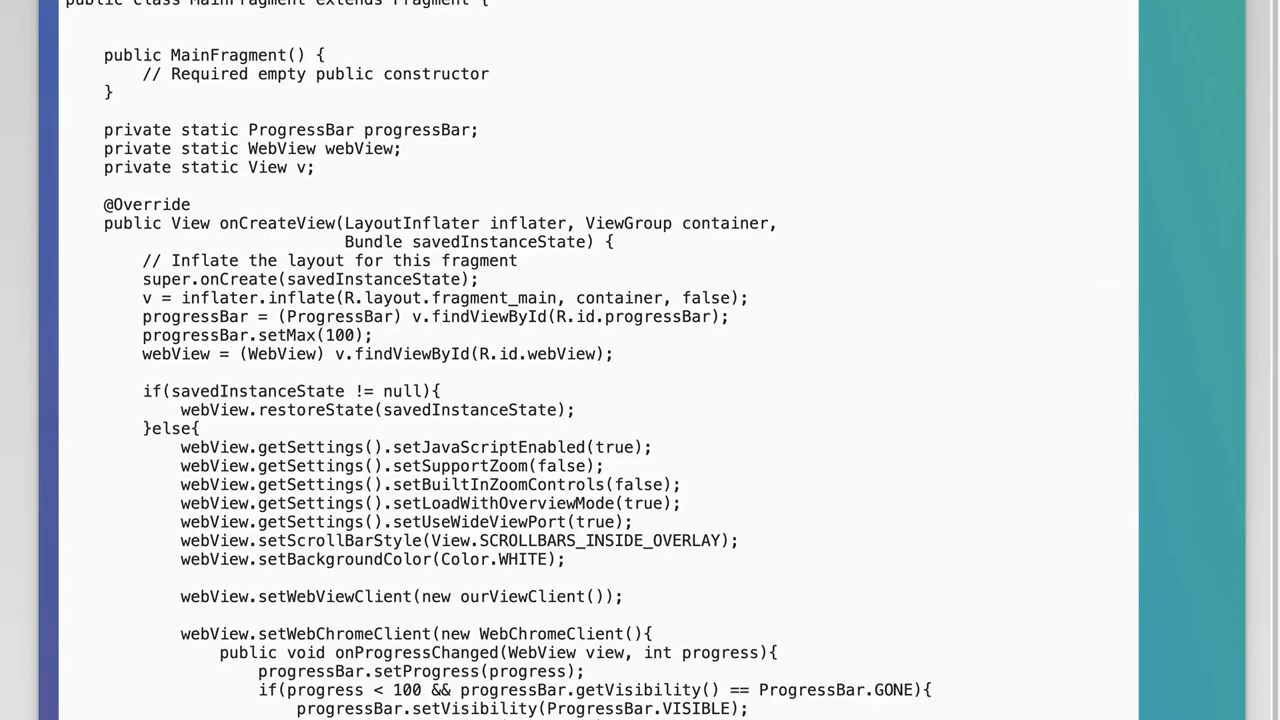 public class MainFragment extends Fragment {
public MainFragment() {
// Required empty public constructor
}
private static ProgressBar progressBar;
private static WebView webView;
private static View v;
@Override
public View onCreateView(LayoutInflater inflater, ViewGroup container,
Bundle savedInstanceState) {
// Inflate the layout for this fragment
super.onCreate(savedInstanceState);
v = inflater.inflate(R.layout.fragment_main, container, false);
progressBar = (ProgressBar) v.findViewById(R.id.progressBar);
progressBar.setMax(100);
webView = (WebView) v.findViewById(R.id.webView);
if(savedInstanceState != null){
webView.restoreState(savedInstanceState);
}else{
webView.getSettings().setJavaScriptEnabled(true);
webView.getSettings().setSupportZoom(false);
webView.getSettings().setBuiltInZoomControls(false);
webView.getSettings().setLoadWithOverviewMode(true);
webView.getSettings().setUseWideViewPort(true);
webView.setScrollBarStyle(View.SCROLLBARS_INSIDE_OVERLAY);
webView.setBackgroundColor(Color.WHITE);
webView.setWebViewClient(new ourViewClient());
webView.setWebChromeClient(new WebChromeClient(){
public void onProgressChanged(WebView view, int progress){
progressBar.setProgress(progress);
if(progress < 100 && progressBar.getVisibility() == ProgressBar.GONE){
progressBar.setVisibility(ProgressBar.VISIBLE);